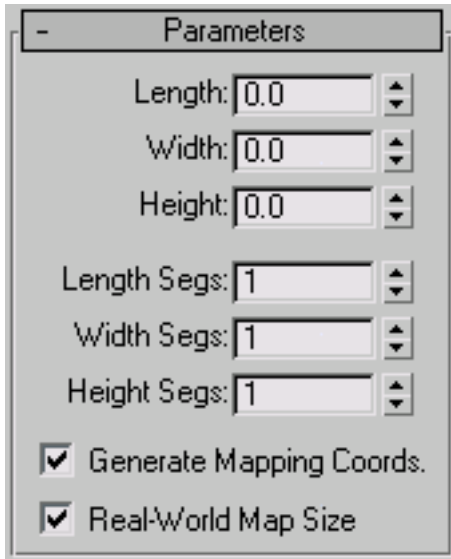 - Parameters
Length: 0.0
Width: 0.0
Height: 0.0
Length Segs: 1
Width Segs: 1
Height Segs: 1
Generate Mapping Coords.
Real-World Map Size